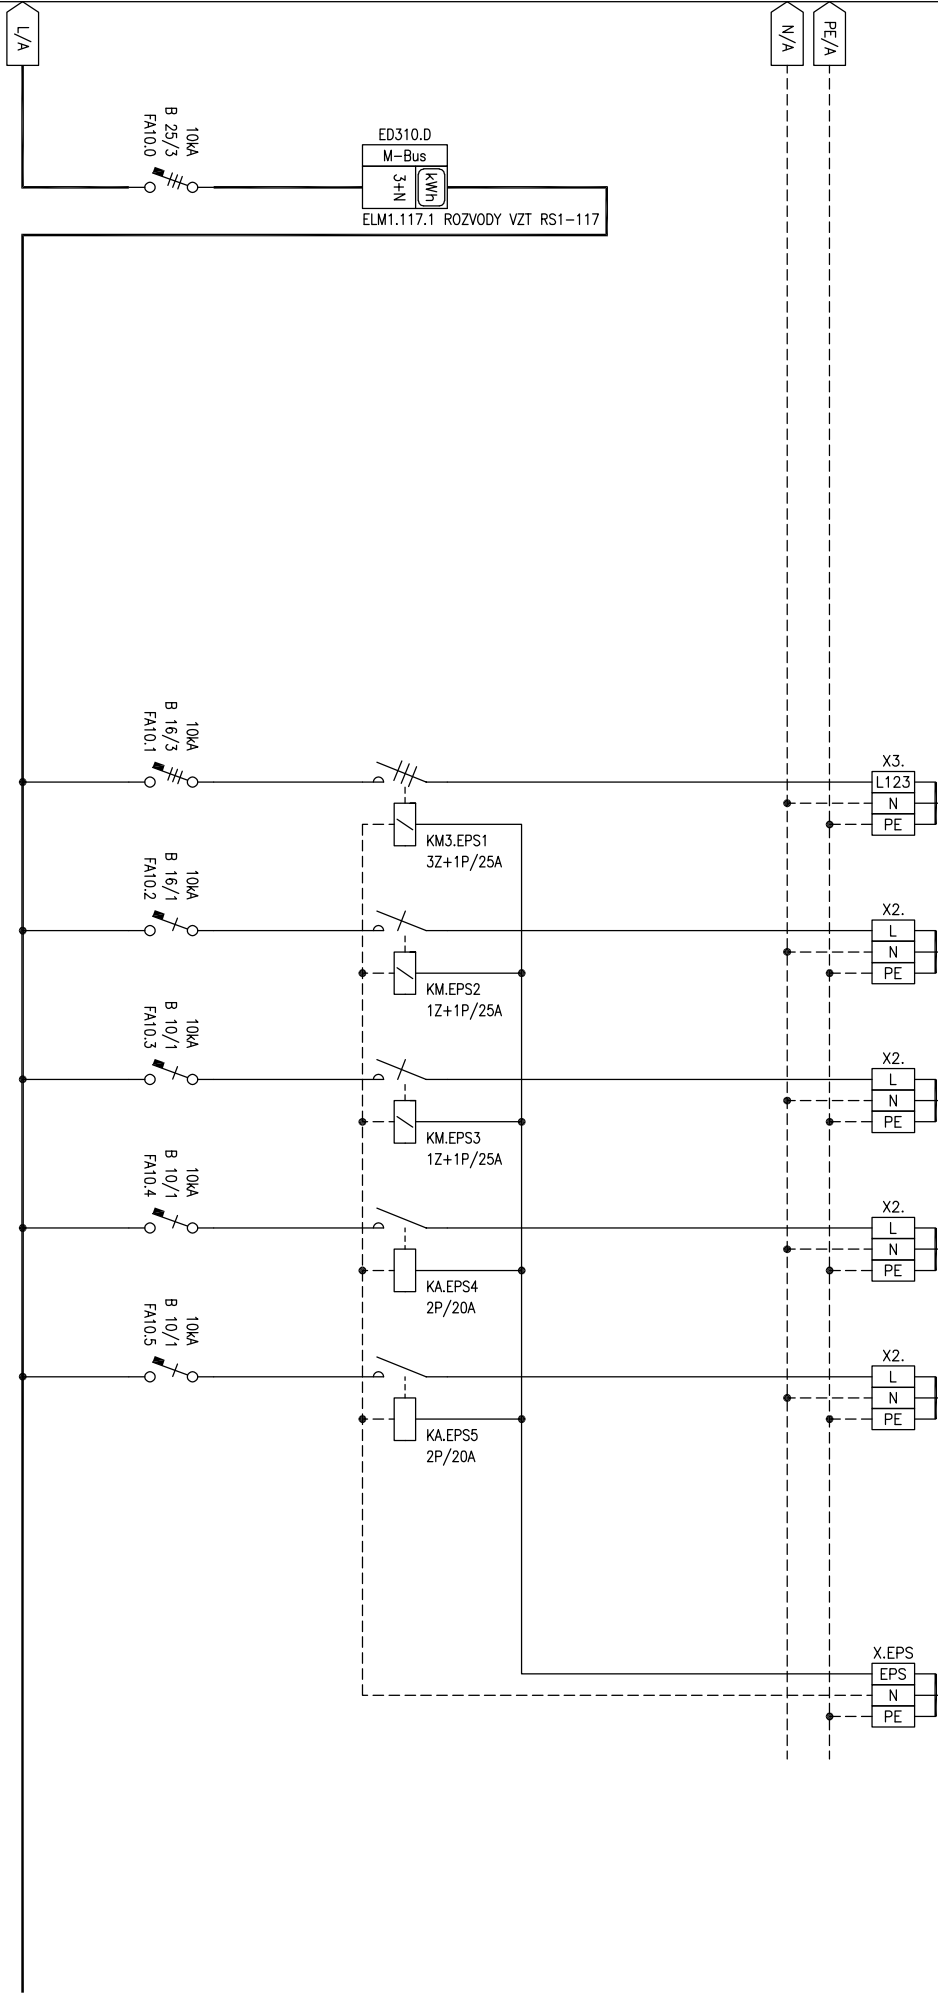 L/A
N/A
PE/A
10kA
B 25/3
FA10.0
ED310.D
M-Bus
kWh
3+N
ELM1.117.1 ROZVODY VZT RS1-117
10kA
B 16/3
FA10.1
KM3.EPS1
3Z+1P/25A
X3.
L123
N
PE
10kA
B 16/1
FA10.2
KM.EPS2
1Z+1P/25A
X2.
L
N
PE
10kA
B 10/1
FA10.3
KM.EPS3
1Z+1P/25A
X2.
L
N
PE
10kA
B 10/1
FA10.4
KA.EPS4
2P/20A
X2.
L
N
PE
10kA
B 10/1
FA10.5
KA.EPS5
2P/20A
X2.
L
N
PE
X.EPS
EPS
N
PE